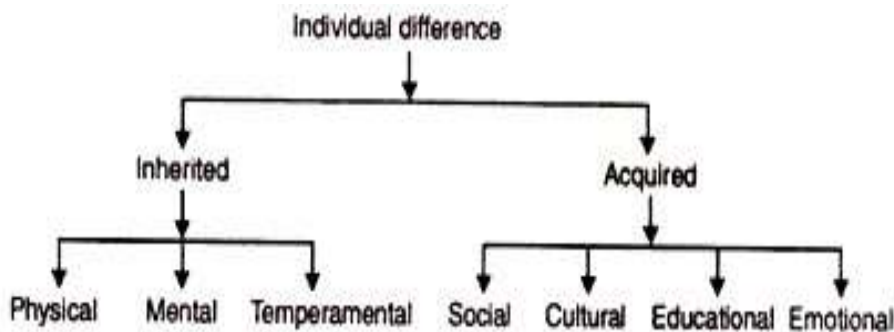 Individual difference
Inherited Acquired
Physical Mental Temperamental Social Cultural Educational Emotional